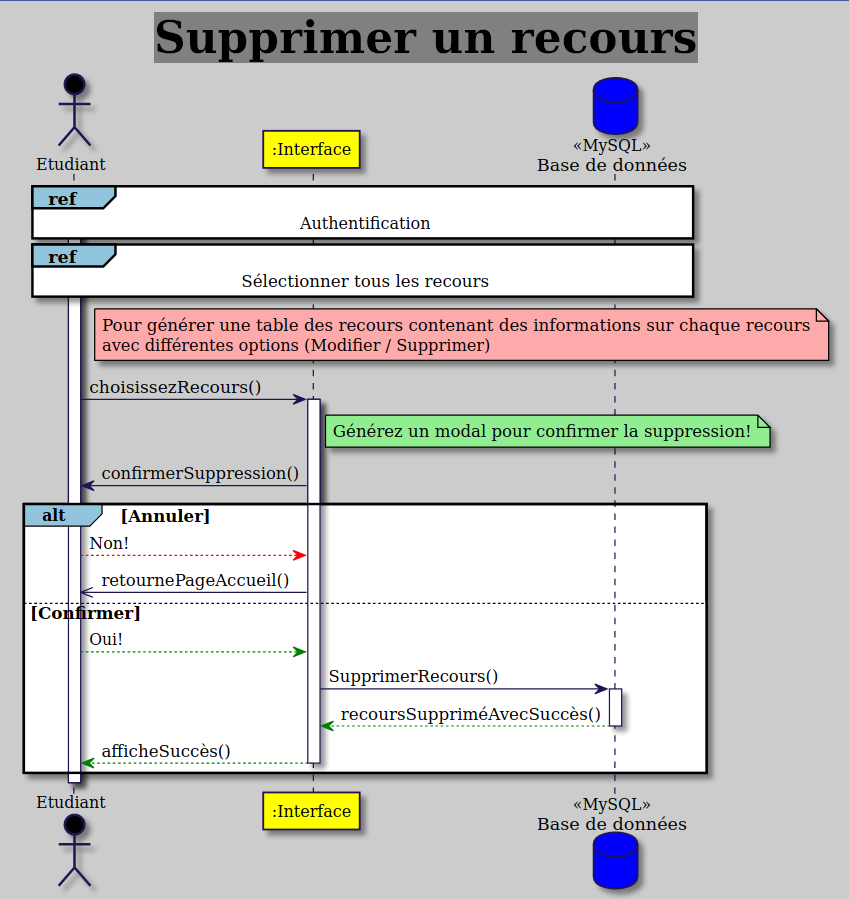 Supprimer un recours
Etudiant
:Interface
«MySQL»
Base de données
ref
Authentification
ref
Sélectionner tous les recours
Pour générer une table des recours contenant des informations sur chaque recours
avec différentes options (Modifier / Supprimer)
choisissezRecours()
Générez un modal pour confirmer la suppression!
confirmerSuppression()
alt [Annuler]
Non!
retournePageAccueil()
[Confirmer]
Oui!
SupprimerRecours()
recoursSuppriméAvecSuccès()
afficheSuccès()
Etudiant
:Interface
«MySQL»
Base de données